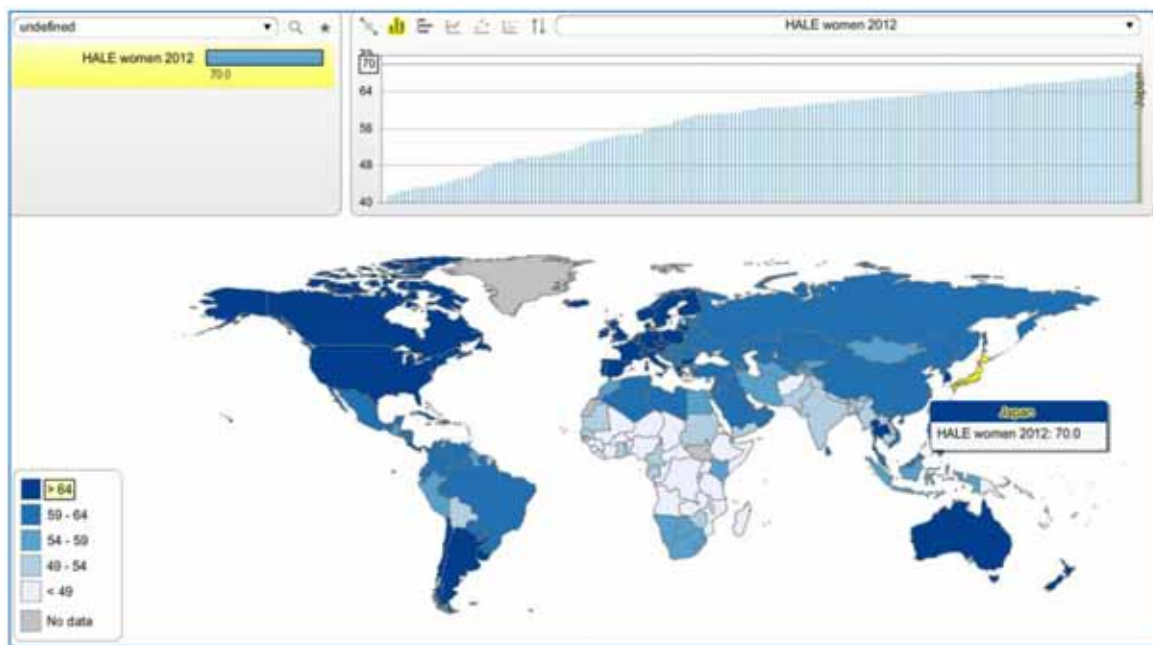 undefined
HALE women 2012
70.0
HALE women 2012
70
64
56
48
40
Japan
Japan
HALE women 2012: 70.0
> 64
59 - 64
54 - 59
49 - 54
< 49
No data